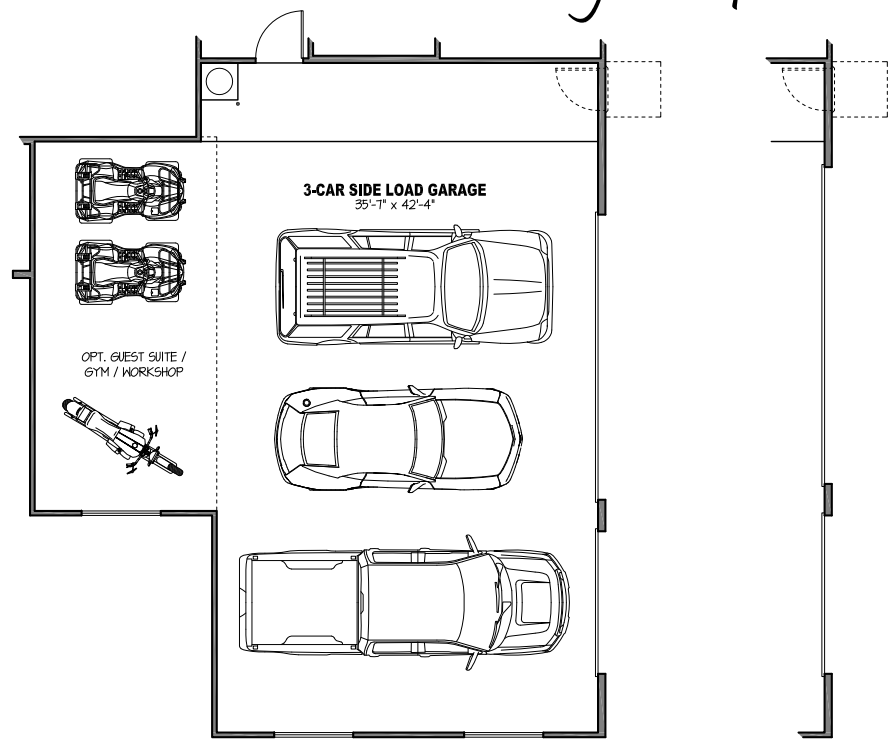 3-CAR SIDE LOAD GARAGE
35'-7" x 42'-4"
OPT. GUEST SUITE /
GYM / WORKSHOP